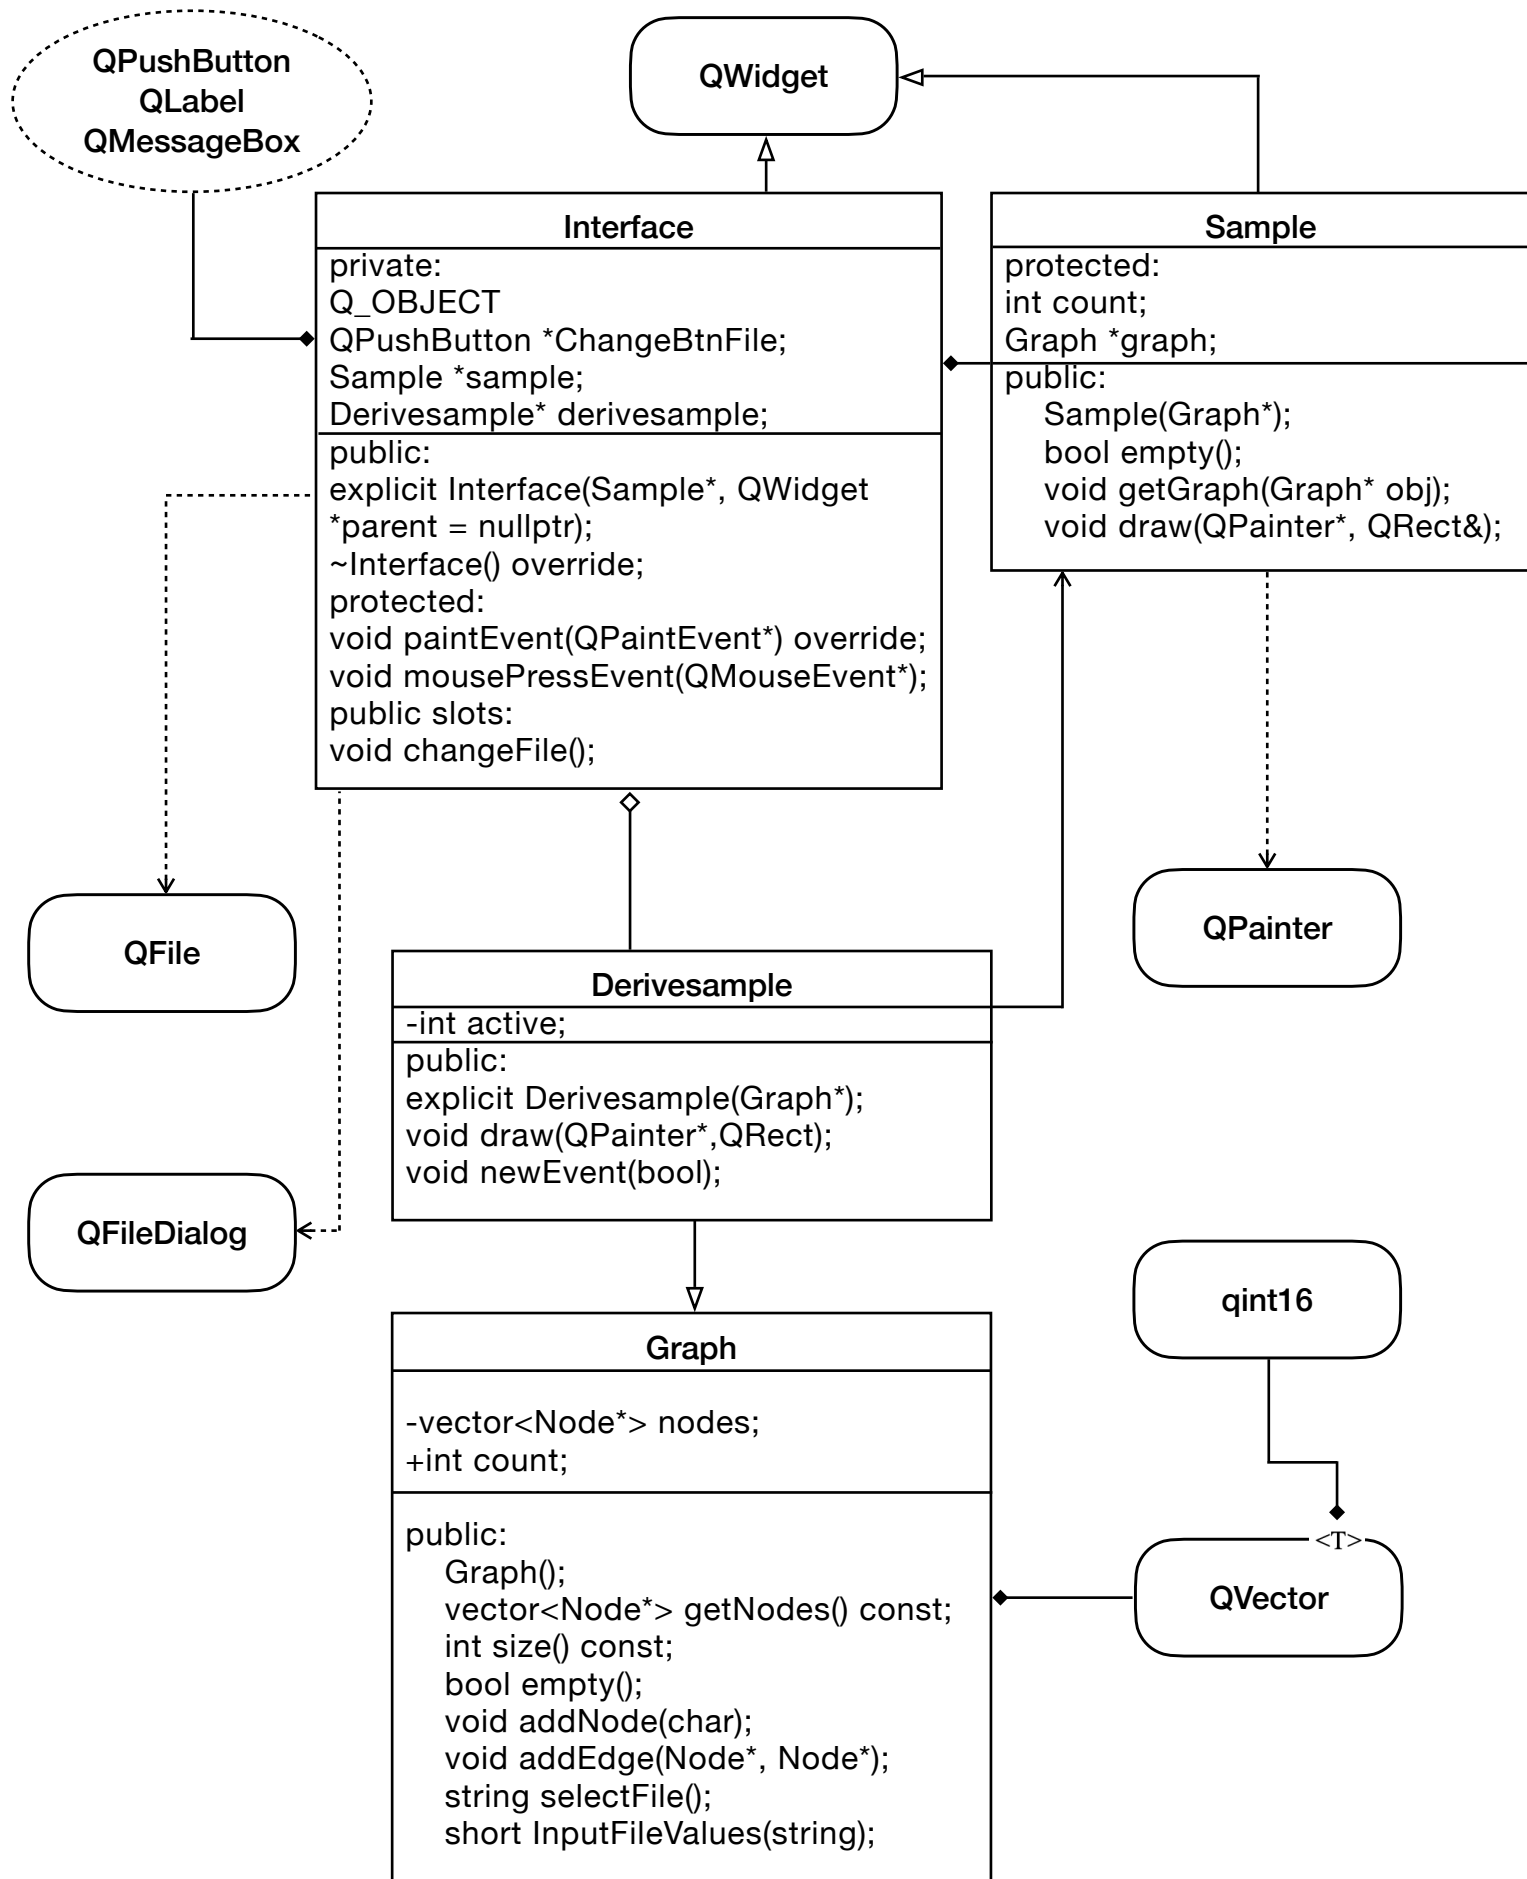 QPushButton
QLabel
QMessageBox
QWidget
Interface
private:
Q_OBJECT
QPushButton *ChangeBtnFile;
Sample *sample;
Derivesample* derivesample;
public:
explicit Interface(Sample*, QWidget
*parent = nullptr);
~Interface() override;
protected:
void paintEvent(QPaintEvent*) override;
void mousePressEvent(QMouseEvent*);
public slots:
void changeFile();
Sample
protected:
int count;
Graph *graph;
public:
Sample(Graph*);
bool empty();
void getGraph(Graph* obj);
void draw(QPainter*, QRect&);
QFile
QPainter
Derivesample
-int active;
public:
explicit Derivesample(Graph*);
void draw(QPainter*,QRect);
void newEvent(bool);
QFileDialog
qint16
Graph
-vector<Node*> nodes;
+int count;
public:
Graph();
vector<Node*> getNodes() const;
int size() const;
bool empty();
void addNode(char);
void addEdge(Node*, Node*);
string selectFile();
short InputFileValues(string);
<T>
QVector